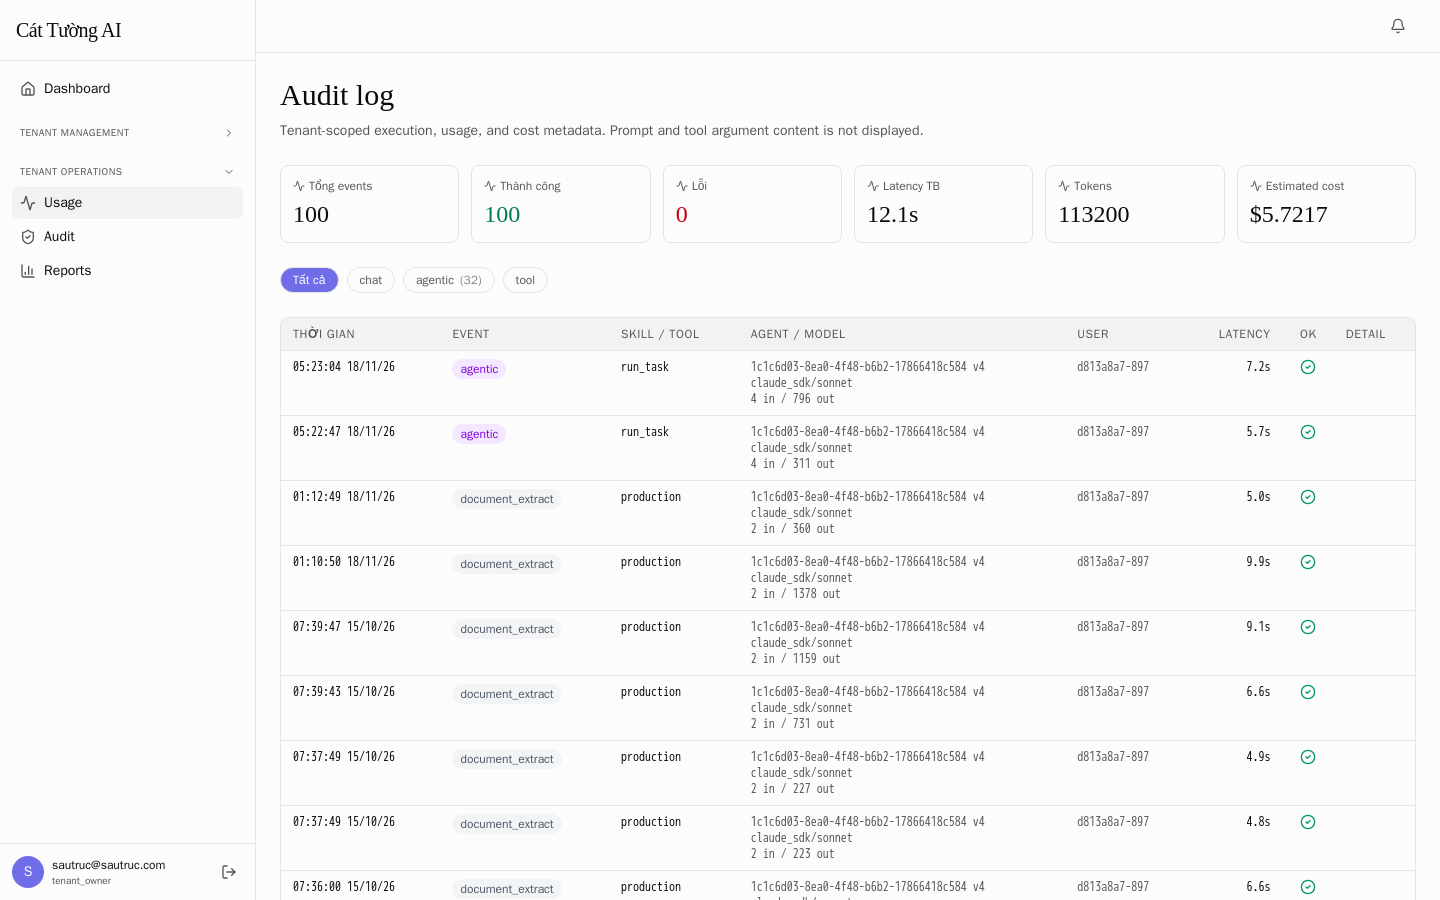 Cát Tường AI
Dashboard
TENANT MANAGEMENT
TENANT OPERATIONS
Usage
Audit
Reports
sautruc@sautruc.com
S
tenant_owner
Audit log
Tenant-scoped execution, usage, and cost metadata. Prompt and tool argument content is not displayed.
Tổng events
100
Thành công
100
Lỗi
0
Latency TB
12.1s
Tokens
113200
Estimated cost
$5.7217
Tất cả chat agentic (32) tool
THỜI GIAN EVENT SKILL / TOOL AGENT / MODEL USER LATENCY OK DETAIL
05:23:04 18/11/26 agentic run_task 1c1c6d03-8ea0-4f48-b6b2-17866418c584 v4 d813a8a7-897 7.2s
claude_sdk/sonnet
4 in / 796 out
05:22:47 18/11/26 agentic run_task 1c1c6d03-8ea0-4f48-b6b2-17866418c584 v4 d813a8a7-897 5.7s
claude_sdk/sonnet
4 in / 311 out
01:12:49 18/11/26 document_extract production 1c1c6d03-8ea0-4f48-b6b2-17866418c584 v4 d813a8a7-897 5.0s
claude_sdk/sonnet
2 in / 360 out
01:10:50 18/11/26 document_extract production 1c1c6d03-8ea0-4f48-b6b2-17866418c584 v4 d813a8a7-897 9.9s
claude_sdk/sonnet
2 in / 1378 out
07:39:47 15/10/26 document_extract production 1c1c6d03-8ea0-4f48-b6b2-17866418c584 v4 d813a8a7-897 9.1s
claude_sdk/sonnet
2 in / 1159 out
07:39:43 15/10/26 document_extract production 1c1c6d03-8ea0-4f48-b6b2-17866418c584 v4 d813a8a7-897 6.6s
claude_sdk/sonnet
2 in / 731 out
07:37:49 15/10/26 document_extract production 1c1c6d03-8ea0-4f48-b6b2-17866418c584 v4 d813a8a7-897 4.9s
claude_sdk/sonnet
2 in / 227 out
07:37:49 15/10/26 document_extract production 1c1c6d03-8ea0-4f48-b6b2-17866418c584 v4 d813a8a7-897 4.8s
claude_sdk/sonnet
2 in / 223 out
07:36:00 15/10/26 document_extract production 1c1c6d03-8ea0-4f48-b6b2-17866418c584 v4 d813a8a7-897 6.6s